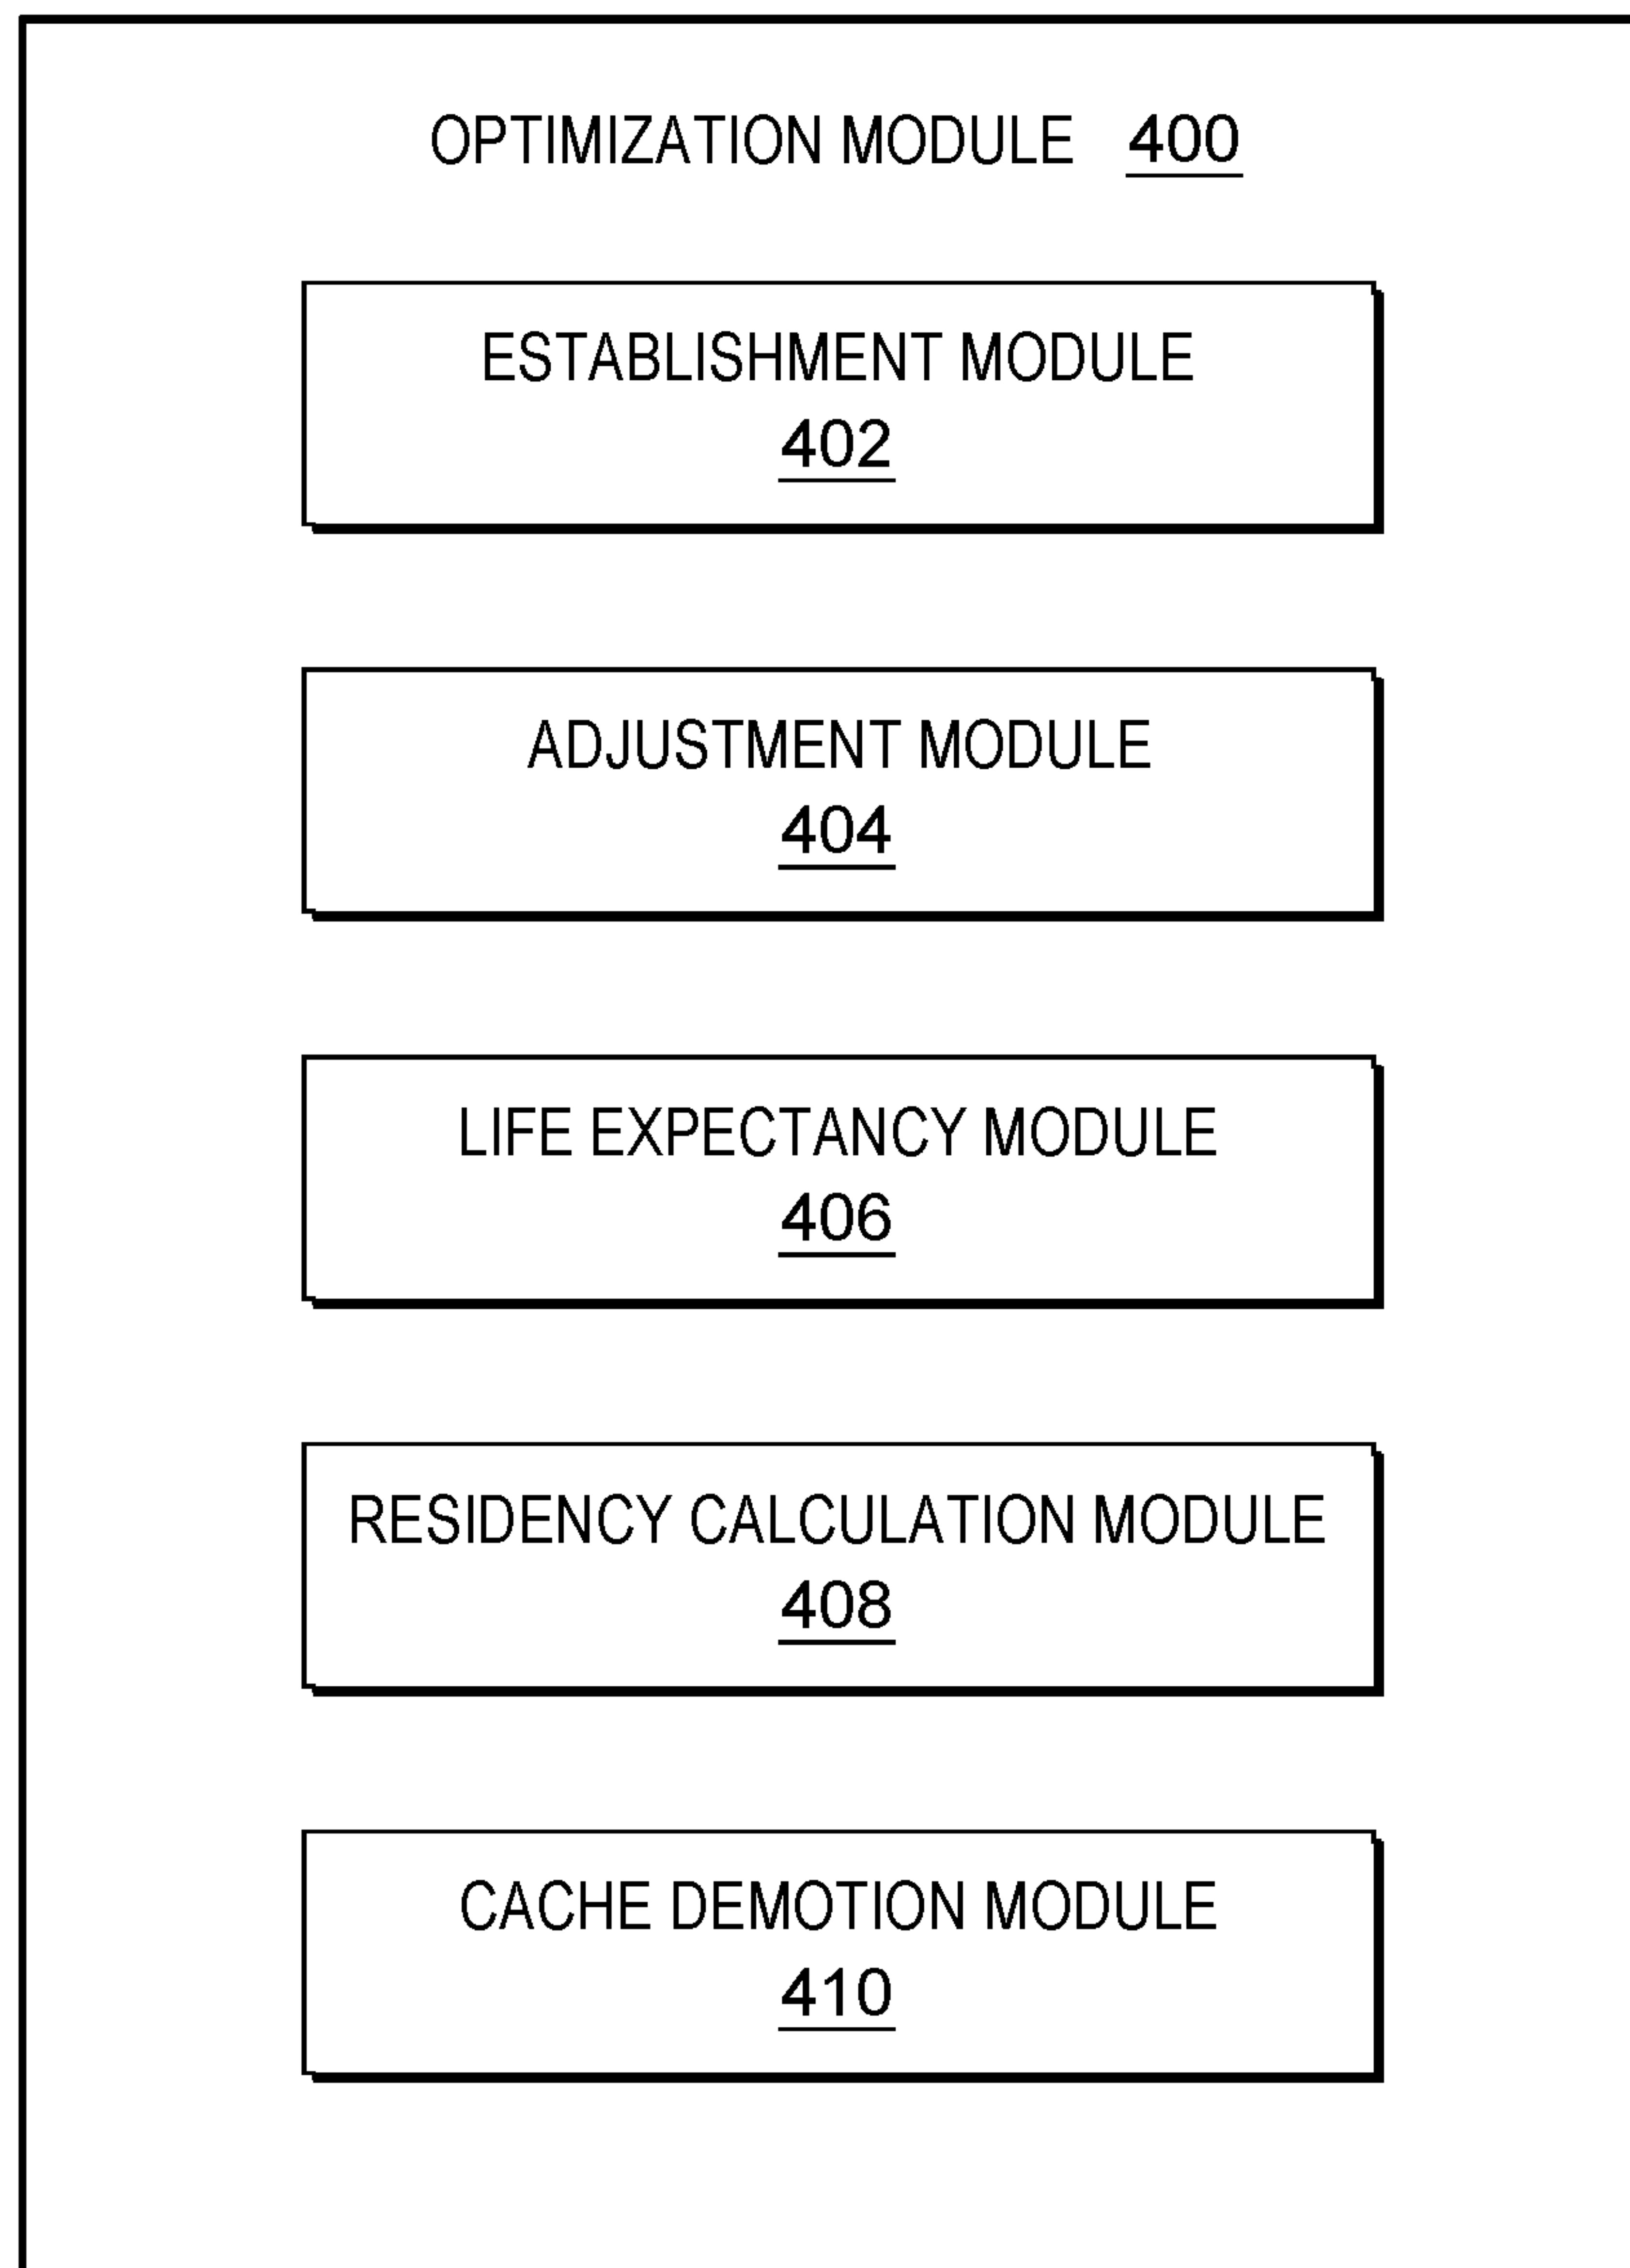 OPTIMIZATION MODULE 400
ESTABLISHMENT MODULE
402
ADJUSTMENT MODULE
404
LIFE EXPECTANCY MODULE
406
RESIDENCY CALCULATION MODULE
408
CACHE DEMOTION MODULE
410